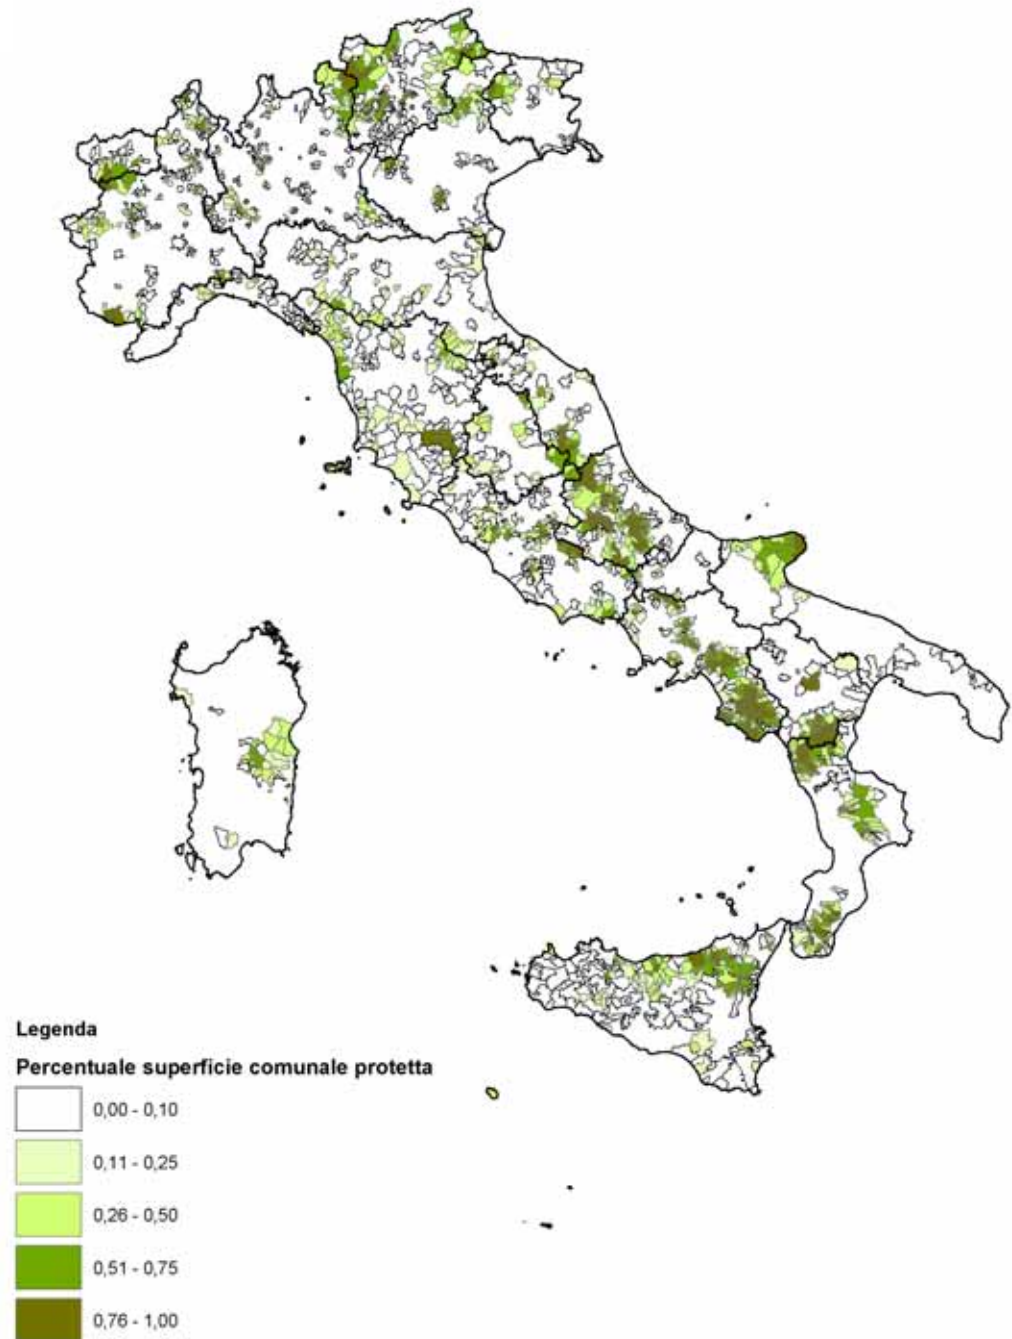 Legenda
Percentuale superficie comunale protetta
0,00 - 0,10
0,11 - 0,25
0,26 - 0,50
0,51 - 0,75
0,76 - 1,00